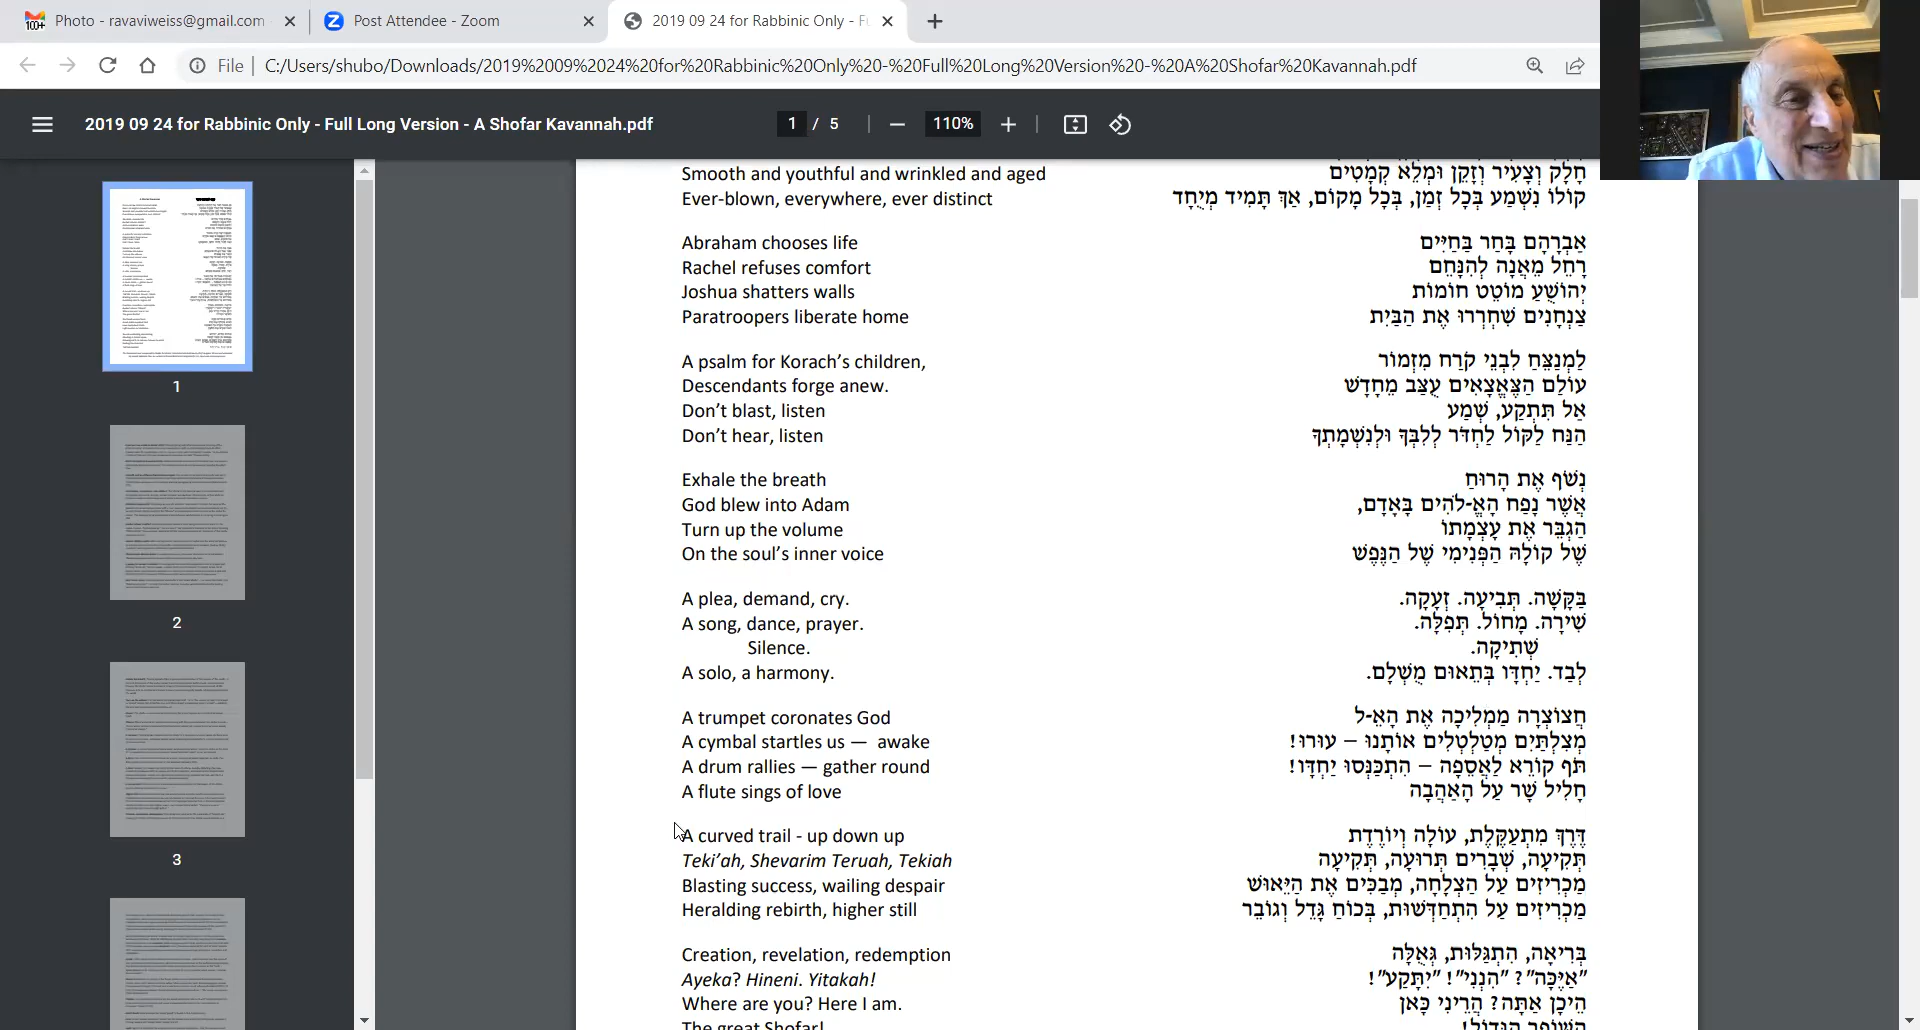 Photo - ravaviweiss@gmail.com
Post Attendee - Zoom
2019 09 24 for Rabbinic Only - F
File
C:/Users/shubo/Downloads/2019%2009%2024%20for%20Rabbinic%20Only%20-%20Full%20Long%20Version%20-%20A%20Shofar%20Kavannah.pdf
2019 09 24 for Rabbinic Only - Full Long Version - A Shofar Kavannah.pdf
1 / 5
110%
1
2
3
Smooth and youthful and wrinkled and aged
Ever-blown, everywhere, ever distinct
Abraham chooses life
Rachel refuses comfort
Joshua shatters walls
Paratroopers liberate home
A psalm for Korach’s children,
Descendants forge anew.
Don’t blast, listen
Don’t hear, listen
Exhale the breath
God blew into Adam
Turn up the volume
On the soul’s inner voice
A plea, demand, cry.
A song, dance, prayer.
Silence.
A solo, a harmony.
A trumpet coronates God
A cymbal startles us — awake
A drum rallies — gather round
A flute sings of love
A curved trail - up down up
Teki’ah, Shevarim Teruah, Tekiah
Blasting success, wailing despair
Heralding rebirth, higher still
Creation, revelation, redemption
Ayeka? Hineni. Yitakah!
Where are you? Here I am.
The great Shofar!
חָלָק וְצָעִיר וְזָקֵן וּמְלֵא קְמָטִים
קוֹלוֹ נִשְׁמַע בְּכָל זְמַן, בְּכָל מָקוֹם, אַךְ תָּמִיד מְיֻחָד
אַבְרָהָם בָּחַר בַּחַיִּים
רָחֵל מֵאֲנָה לְהִנָּחֵם
יְהוֹשֻׁעַ מוֹטֵט חוֹמוֹת
צַנְחָנִים שִׁחְרְרוּ אֶת הַבַּיִת
לַמְנַצֵּחַ לִבְנֵי קֹרַח מִזְמוֹר
עוֹלַם הַצֶּאֱצָאִים עֻצַּב מֵחָדָשׁ
אַל תִּתְקַע, שְׁמַע
הַנַּח לַקּוֹל לַחְדֹּר לְלִבְּךָ וּלְנִשְׁמָתְךָ
נְשֹׁף אֶת הָרוּחַ
אֲשֶׁר נָפַח הָאֱ-לֹהִים בָּאָדָם,
הַגְבֵּר אֶת עָצְמָתוֹ
שֶׁל קוֹלָהּ הַפְּנִימִי שֶׁל הַנֶּפֶשׁ
בַּקָּשָׁה. תְּבִיעָה. זְעָקָה.
שִׁירָה. מָחוֹל. תְּפִלָּה.
שְׁתִיקָה.
לְבַד. יַחְדָּו בְּתֵאוּם מֻשְׁלָם.
חֲצוֹצְרָה מַמְלִיכָה אֶת הָאֵ-ל
מְצִלְתַּיִם מְטַלְטְלִים אוֹתָנוּ – עוּרוּ!
תֹּף קוֹרֵא לַאֲסֵפָה – הִתְכַּנְּסוּ יַחְדָּו!
חָלִיל שָׁר עַל הָאַהֲבָה
דֶּרֶךְ מִתְעַקֶּלֶת, עוֹלָה וְיוֹרֶדֶת
תְּקִיעָה, שְׁבָרִים תְּרוּעָה, תְּקִיעָה
מַכְרִיזִים עַל הַצְלָחָה, מְבַכִּים אֶת הַיֵּאוּשׁ
מַכְרִיזִים עַל הִתְחַדְּשׁוּת, בְּכוֹחַ גָּדֵל וְגוֹבֵר
בְּרִיאָה, הִתְגַּלּוּת, גְּאֻלָּה
"אַיֶּכָּה"? "הִנְנִי"! "יִתָּקַע"!
הֵיכָן אַתָּה? הֲרֵינִי כָּאן
הַשּׁוֹפָר הַגָּדוֹל!